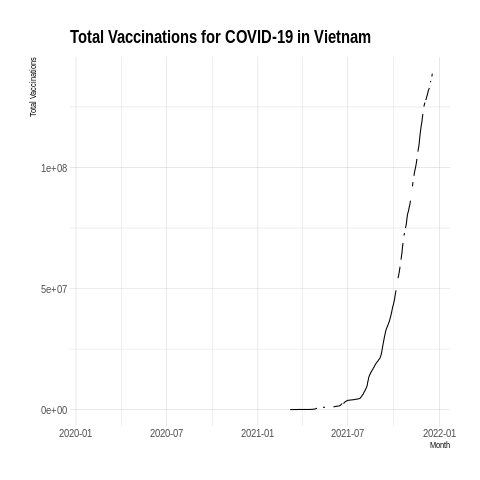 Total Vaccinations for COVID-19 in Vietnam
Total Vaccinations
1e+08
5e+07
0e+00
2020-01 2020-07 2021-01 2021-07 2022-01
Month